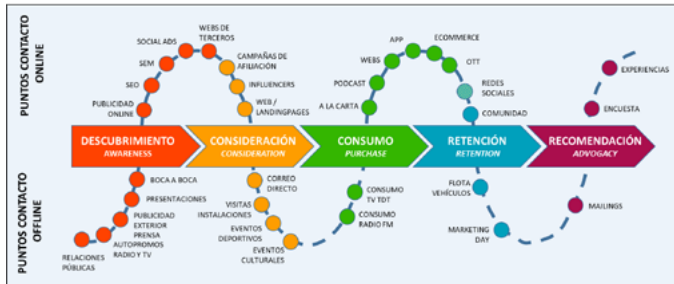 PUNTOS CONTACTO
ONLINE
PUBLICIDAD
ONLINE
SEO
SEM
SOCIAL ADS
WEBS DE
TERCEROS
CAMPAÑAS DE
AFILIACIÓN
INFLUENCERS
WEB /
LANDINGPAGES
A LA CARTA
PODCAST
WEBS
APP
ECOMMERCE
OTT
REDES
SOCIALES
COMUNIDAD
EXPERIENCIAS
ENCUESTA
DESCUBRIMIENTO
AWARENESS
CONSIDERACIÓN
CONSIDERATION
CONSUMO
PURCHASE
RETENCIÓN
RETENTION
RECOMENDACIÓN
ADVOCACY
PUNTOS CONTACTO
OFFLINE
BOCA A BOCA
PRESENTACIONES
PUBLICIDAD
EXTERIOR
PRENSA
AUTOPROMOS
RADIO Y TV
RELACIONES
PÚBLICAS
CORREO
DIRECTO
VISITAS
INSTALACIONES
EVENTOS
DEPORTIVOS
EVENTOS
CULTURALES
CONSUMO
TV TDT
CONSUMO
RADIO FM
FLOTA
VEHÍCULOS
MARKETING
DAY
MAILINGS